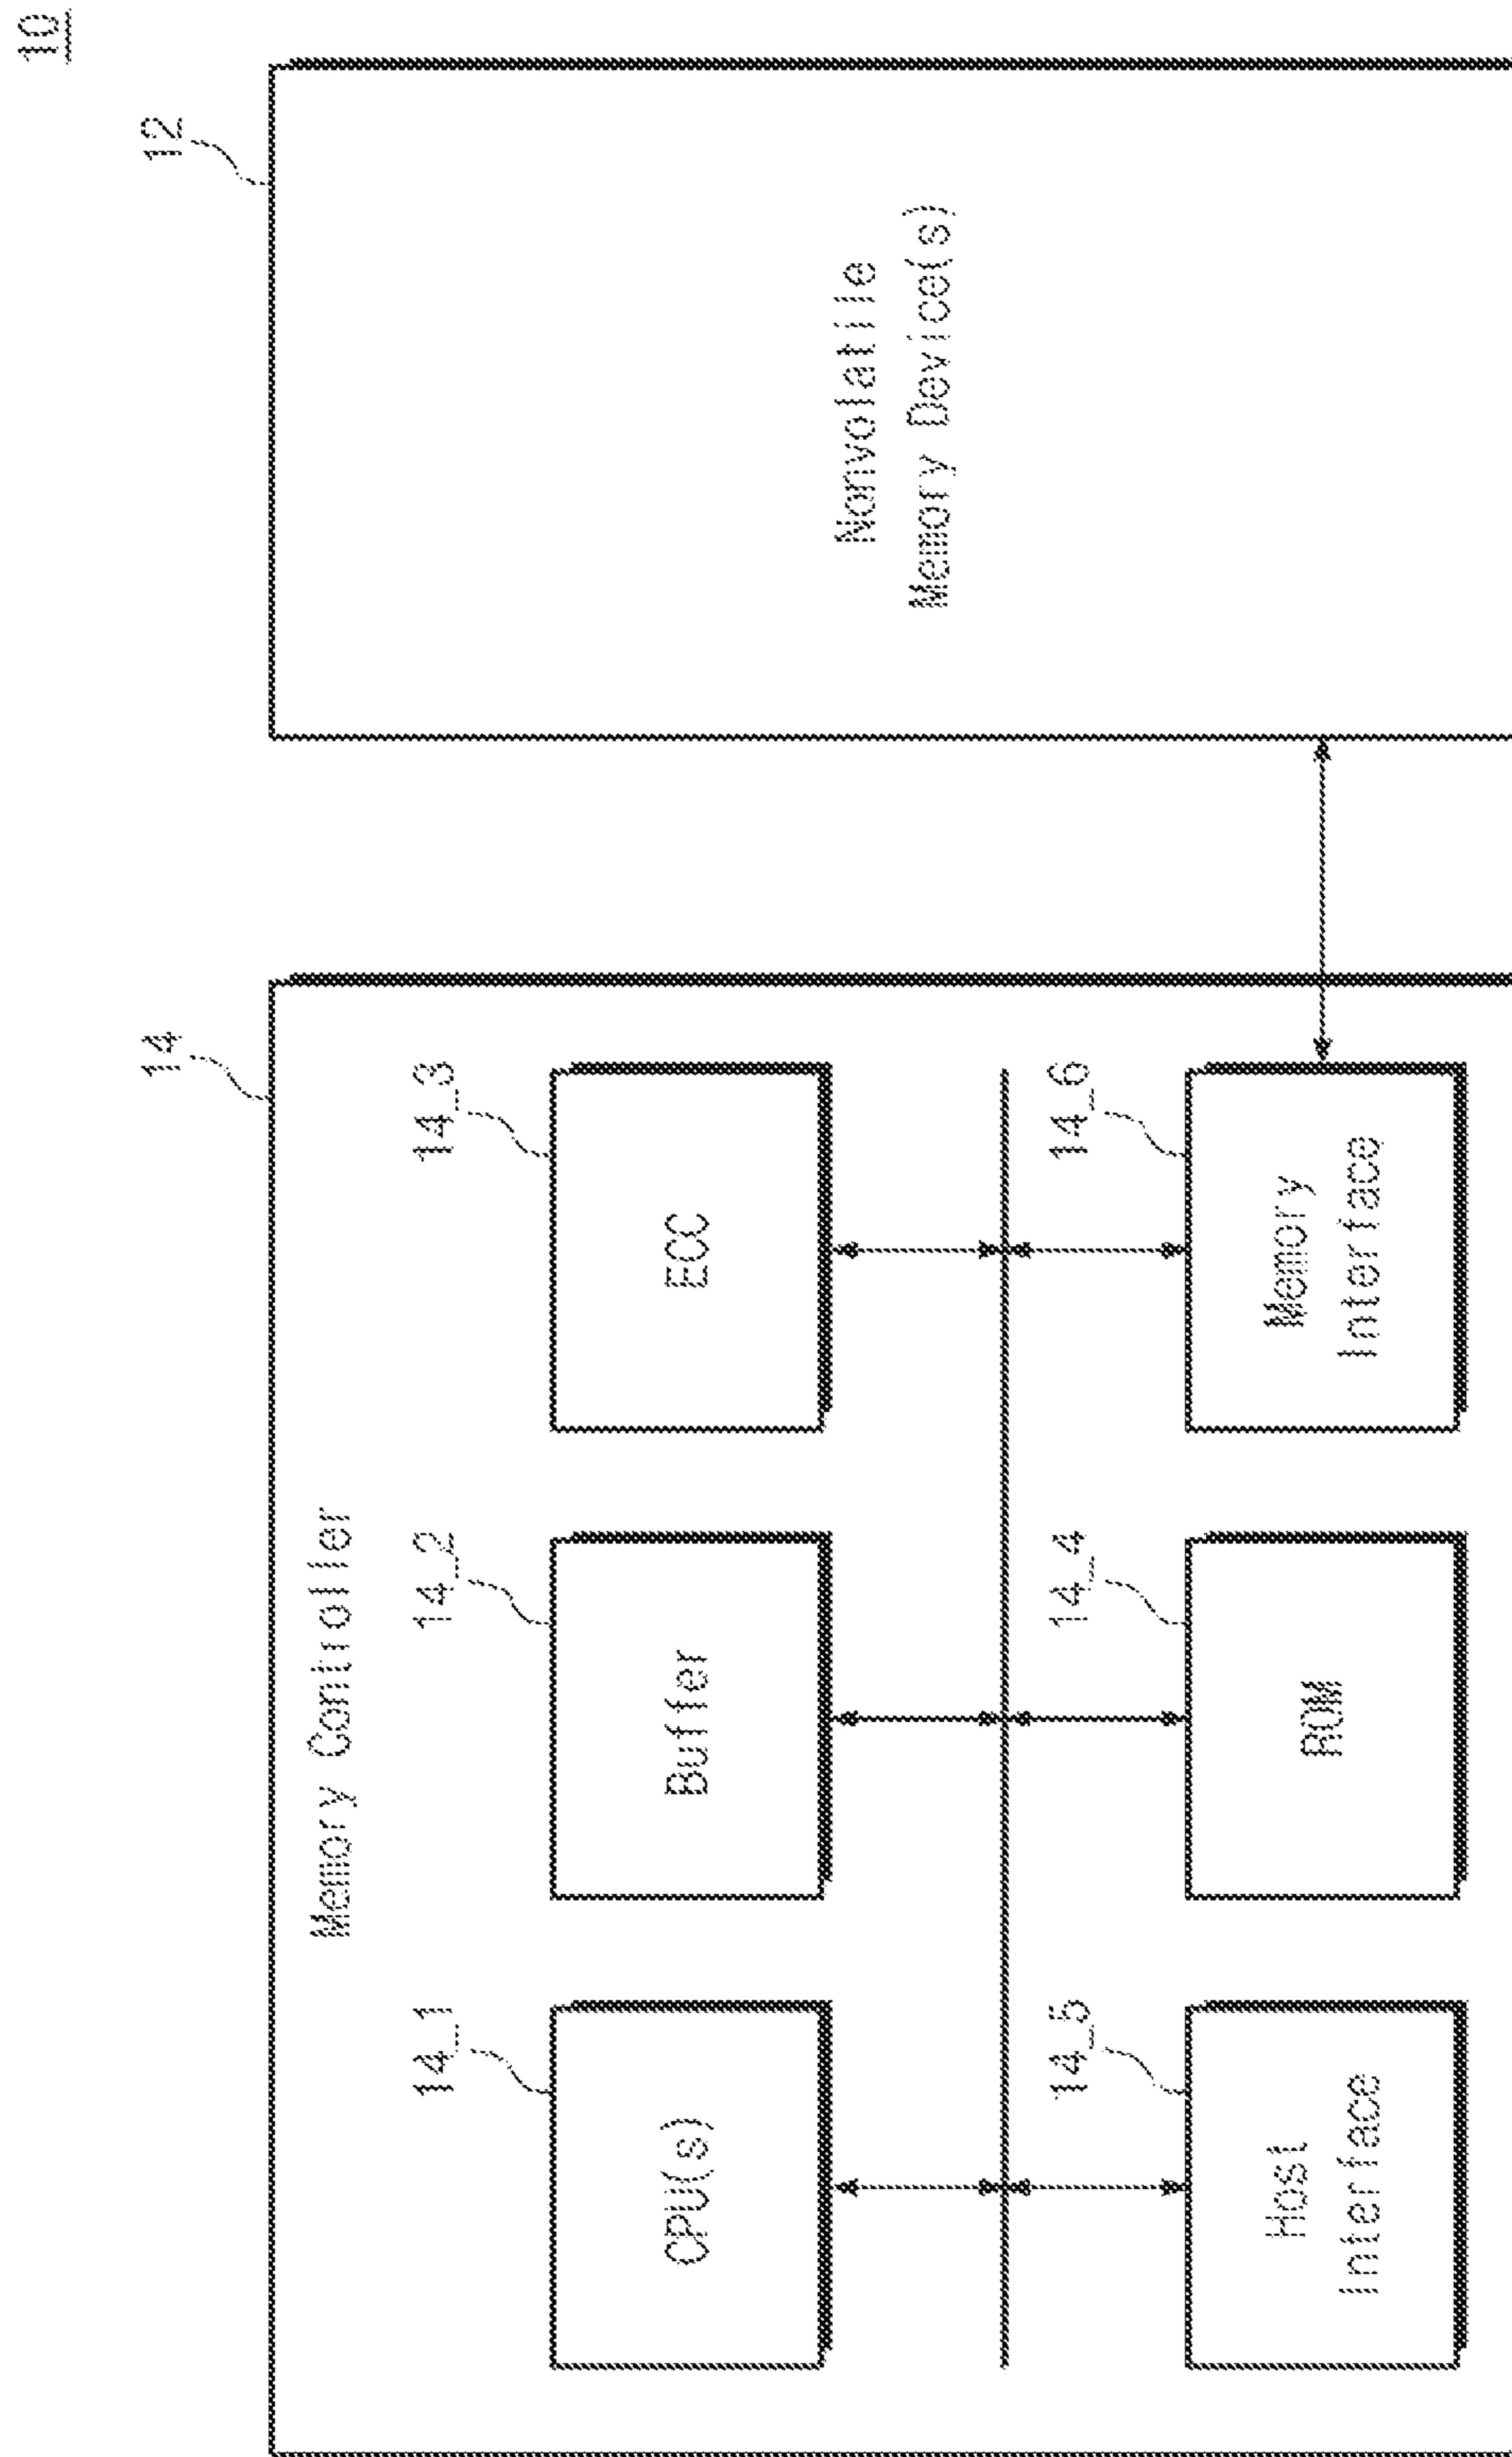 10
14
12
Memory Controller
14_1
14_2
14_3
CPU(s)
Buffer
ECC
Nonvolatile
Memory Device(s)
14_5
14_4
14_6
Host
Interface
ROM
Memory
Interface